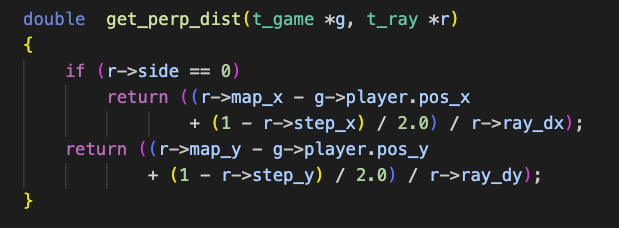 double get_perp_dist(t_game *g, t_ray *r)
{
    if (r->side == 0)
        return ((r->map_x - g->player.pos_x
                + (1 - r->step_x) / 2.0) / r->ray_dx);
    return ((r->map_y - g->player.pos_y
            + (1 - r->step_y) / 2.0) / r->ray_dy);
}